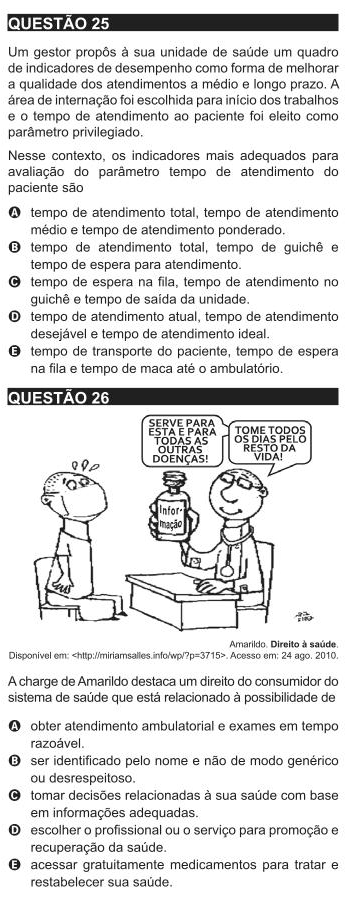 QUESTÃO 25
Um gestor propôs à sua unidade de saúde um quadro
de indicadores de desempenho como forma de melhorar
a qualidade dos atendimentos a médio e longo prazo. A
área de internação foi escolhida para início dos trabalhos
e o tempo de atendimento ao paciente foi eleito como
parâmetro privilegiado.
Nesse contexto, os indicadores mais adequados para
avaliação do parâmetro tempo de atendimento do
paciente são
A tempo de atendimento total, tempo de atendimento
médio e tempo de atendimento ponderado.
B tempo de atendimento total, tempo de guichê e
tempo de espera para atendimento.
C tempo de espera na fila, tempo de atendimento no
guichê e tempo de saída da unidade.
D tempo de atendimento atual, tempo de atendimento
desejável e tempo de atendimento ideal.
E tempo de transporte do paciente, tempo de espera
na fila e tempo de maca até o ambulatório.
QUESTÃO 26
SERVE PARA
ESTA E PARA
TODAS AS
OUTRAS
DOENÇAS!
TOME TODOS
OS DIAS PELO
RESTO DA
VIDA!
Infor-
mação
Amarildo. Direito à saúde.
Disponível em: <http://miriamsalles.info/wp/?p=3715>. Acesso em: 24 ago. 2010.
A charge de Amarildo destaca um direito do consumidor do
sistema de saúde que está relacionado à possibilidade de
A obter atendimento ambulatorial e exames em tempo
razoável.
B ser identificado pelo nome e não de modo genérico
ou desrespeitoso.
C tomar decisões relacionadas à sua saúde com base
em informações adequadas.
D escolher o profissional ou o serviço para promoção e
recuperação da saúde.
E acessar gratuitamente medicamentos para tratar e
restabelecer sua saúde.